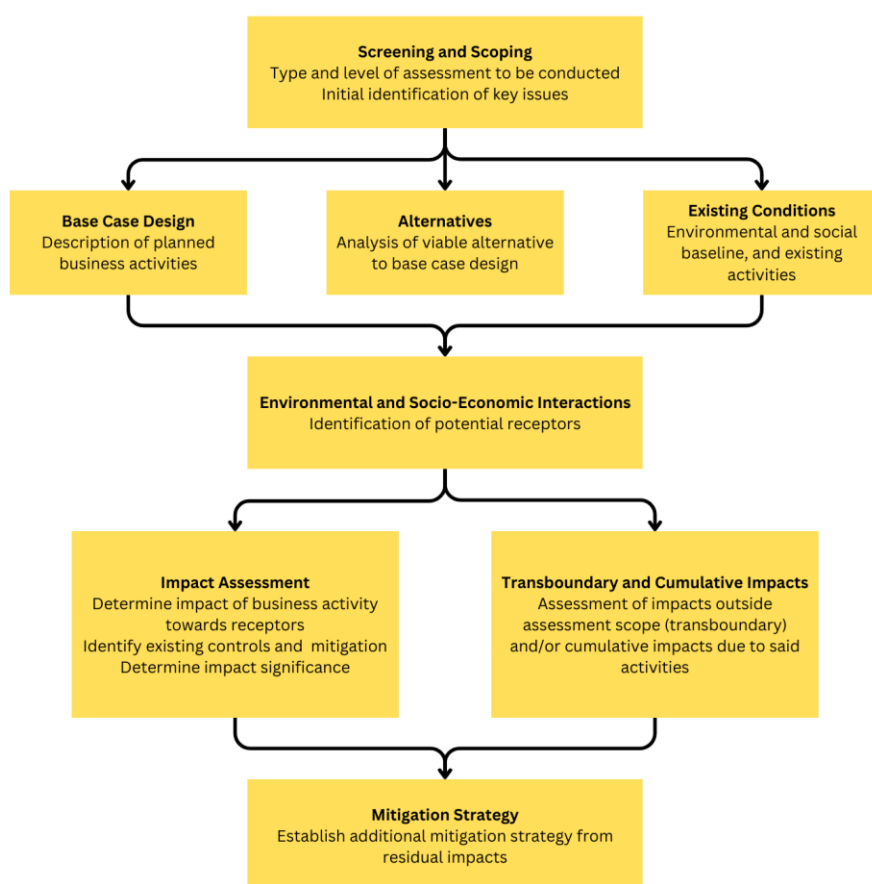 Screening and Scoping
Type and level of assessment to be conducted
Initial identification of key issues
Base Case Design
Description of planned
business activities
Alternatives
Analysis of viable alternative
to base case design
Existing Conditions
Environmental and social
baseline, and existing
activities
Environmental and Socio-Economic Interactions
Identification of potential receptors
Impact Assessment
Determine impact of business activity
towards receptors
Identify existing controls and mitigation
Determine impact significance
Transboundary and Cumulative Impacts
Assessment of impacts outside
assessment scope (transboundary)
and/or cumulative impacts due to said
activities
Mitigation Strategy
Establish additional mitigation strategy from
residual impacts